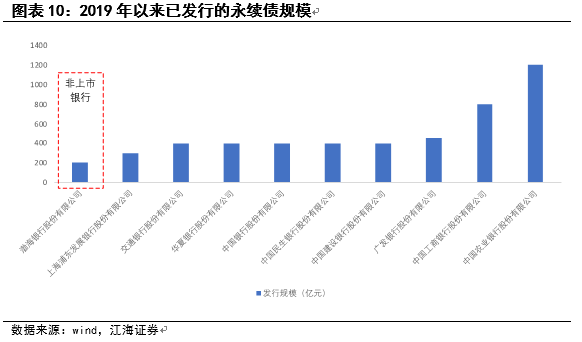 图表 10：2019 年以来已发行的永续债规模
1400
1200
1000
800
600
400
200
0
非上市
银行
渤海银行股份有限公司
上海浦东发展银行股份有限公司
交通银行股份有限公司
华夏银行股份有限公司
中国银行股份有限公司
中国民生银行股份有限公司
中国建设银行股份有限公司
广发银行股份有限公司
中国工商银行股份有限公司
中国农业银行股份有限公司
发行规模（亿元）
数据来源：wind，江海证券